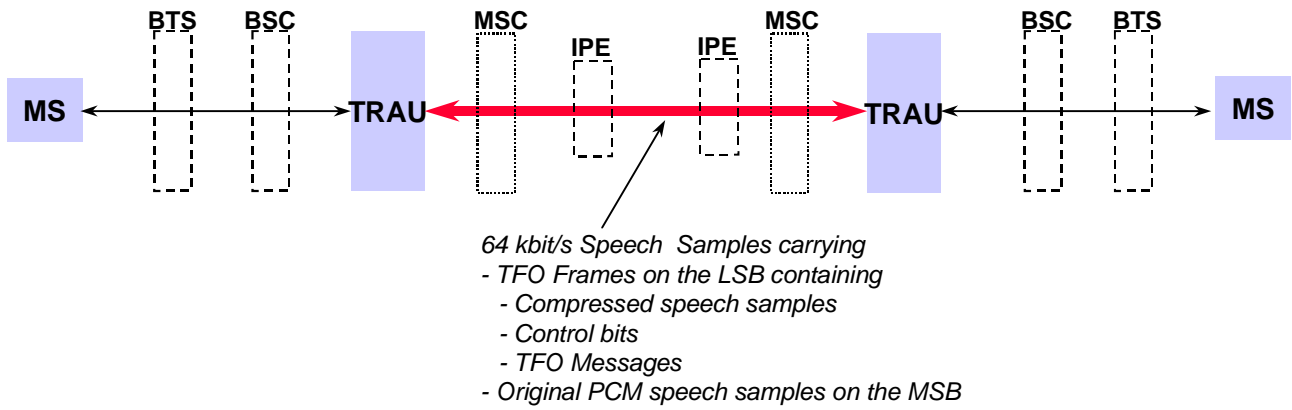 BTS BSC MSC IPE IPE MSC BSC BTS
MS TRAU TRAU MS
64 kbit/s Speech Samples carrying
- TFO Frames on the LSB containing
- Compressed speech samples
- Control bits
- TFO Messages
- Original PCM speech samples on the MSB